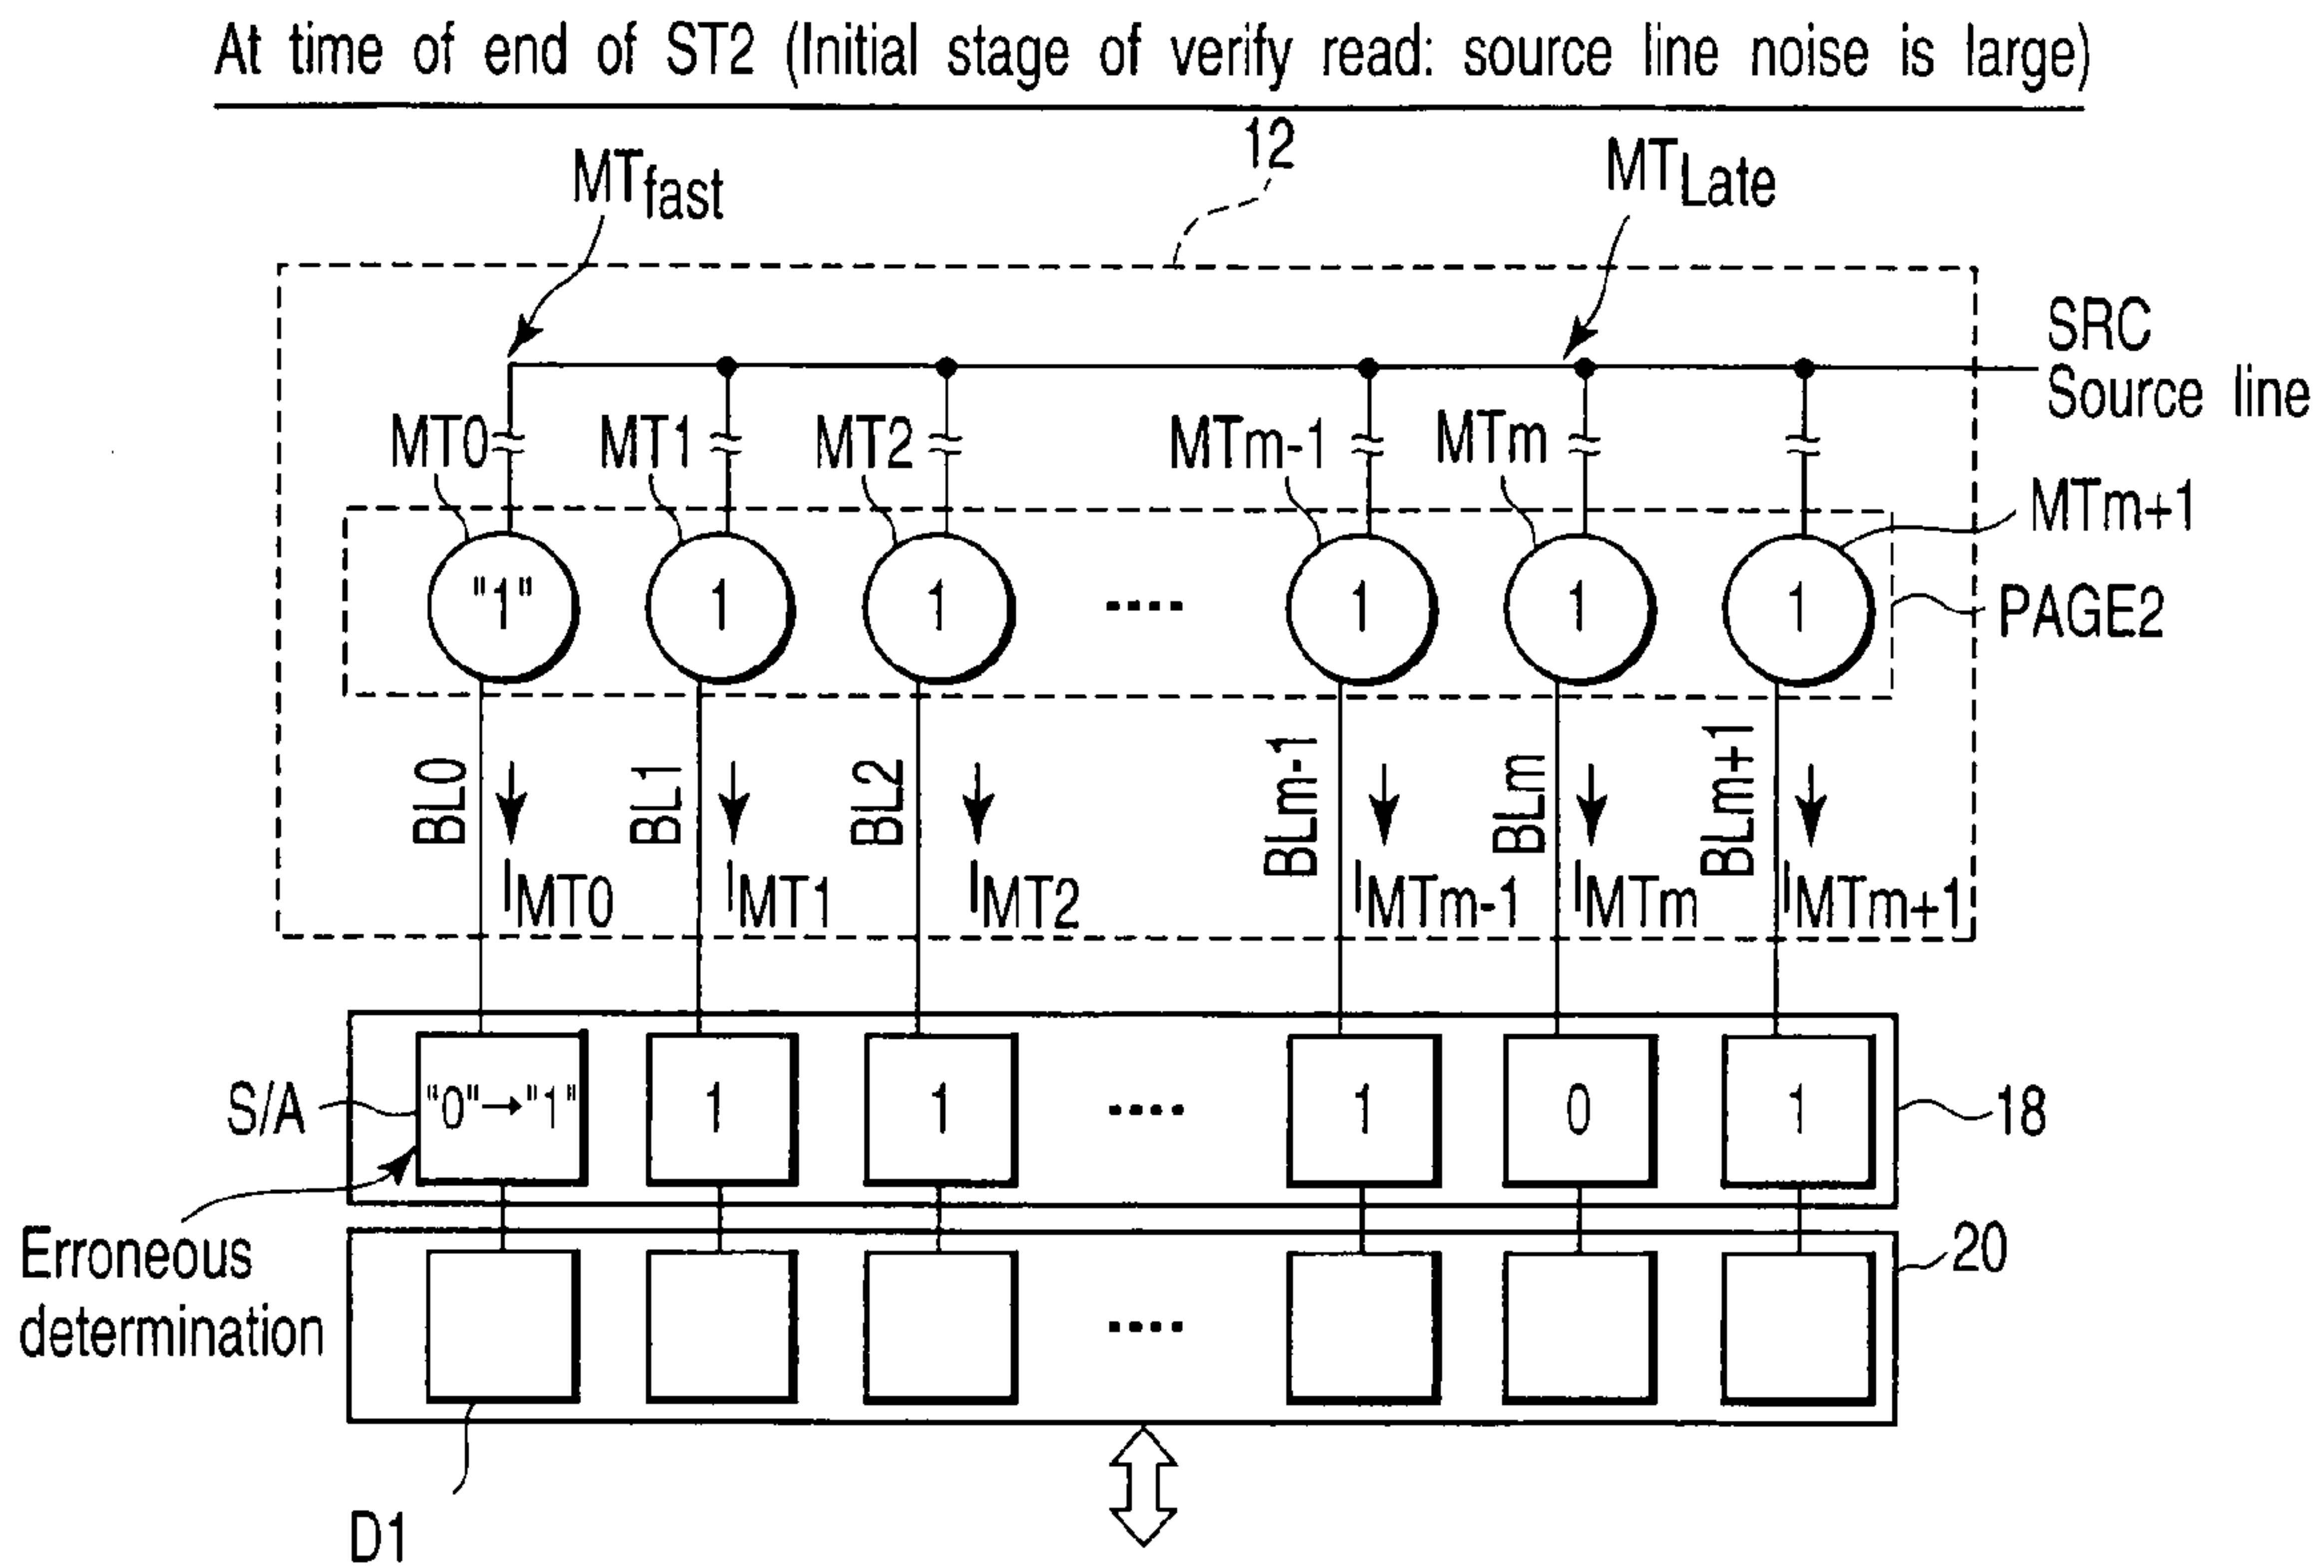 At time of end of ST2 (Initial stage of verify read: source line noise is large)
12
MTfast
MTLate
SRC
Source line
MT0
MT1
MT2
MTm-1
MTm
MTm+1
"1"
1
1
....
1
1
1
PAGE2
BL0
BL1
BL2
BLm-1
BLm
BLm+1
IMT0
IMT1
IMT2
IMTm-1
IMTm
IMTm+1
S/A
"0"→"1"
1
1
....
1
0
1
18
Erroneous
determination
....
20
D1